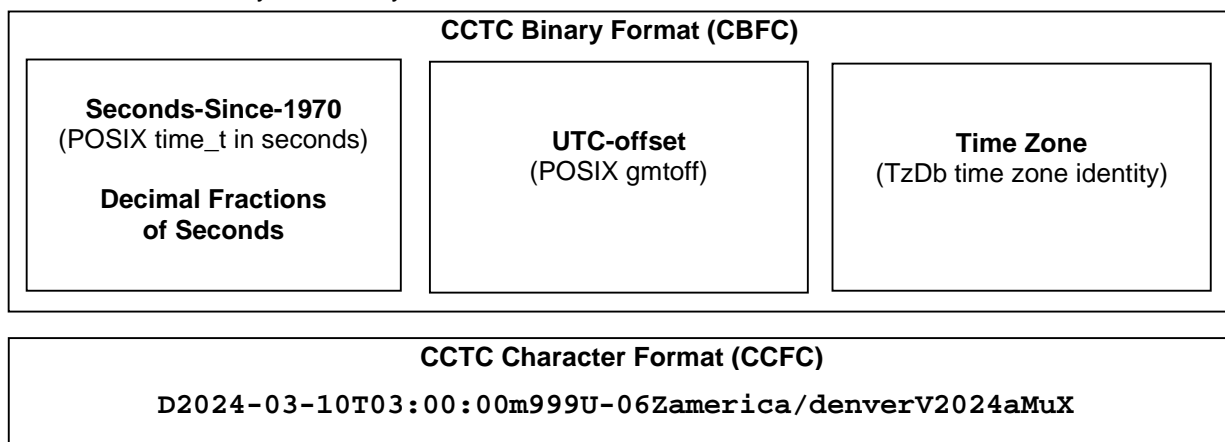 CCTC Binary Format (CBFC)
Seconds-Since-1970
(POSIX time_t in seconds)
Decimal Fractions
of Seconds
UTC-offset
(POSIX gmtoff)
Time Zone
(TzDb time zone identity)
CCTC Character Format (CCFC)
D2024-03-10T03:00:00m999U-06Zamerica/denverV2024aMuX